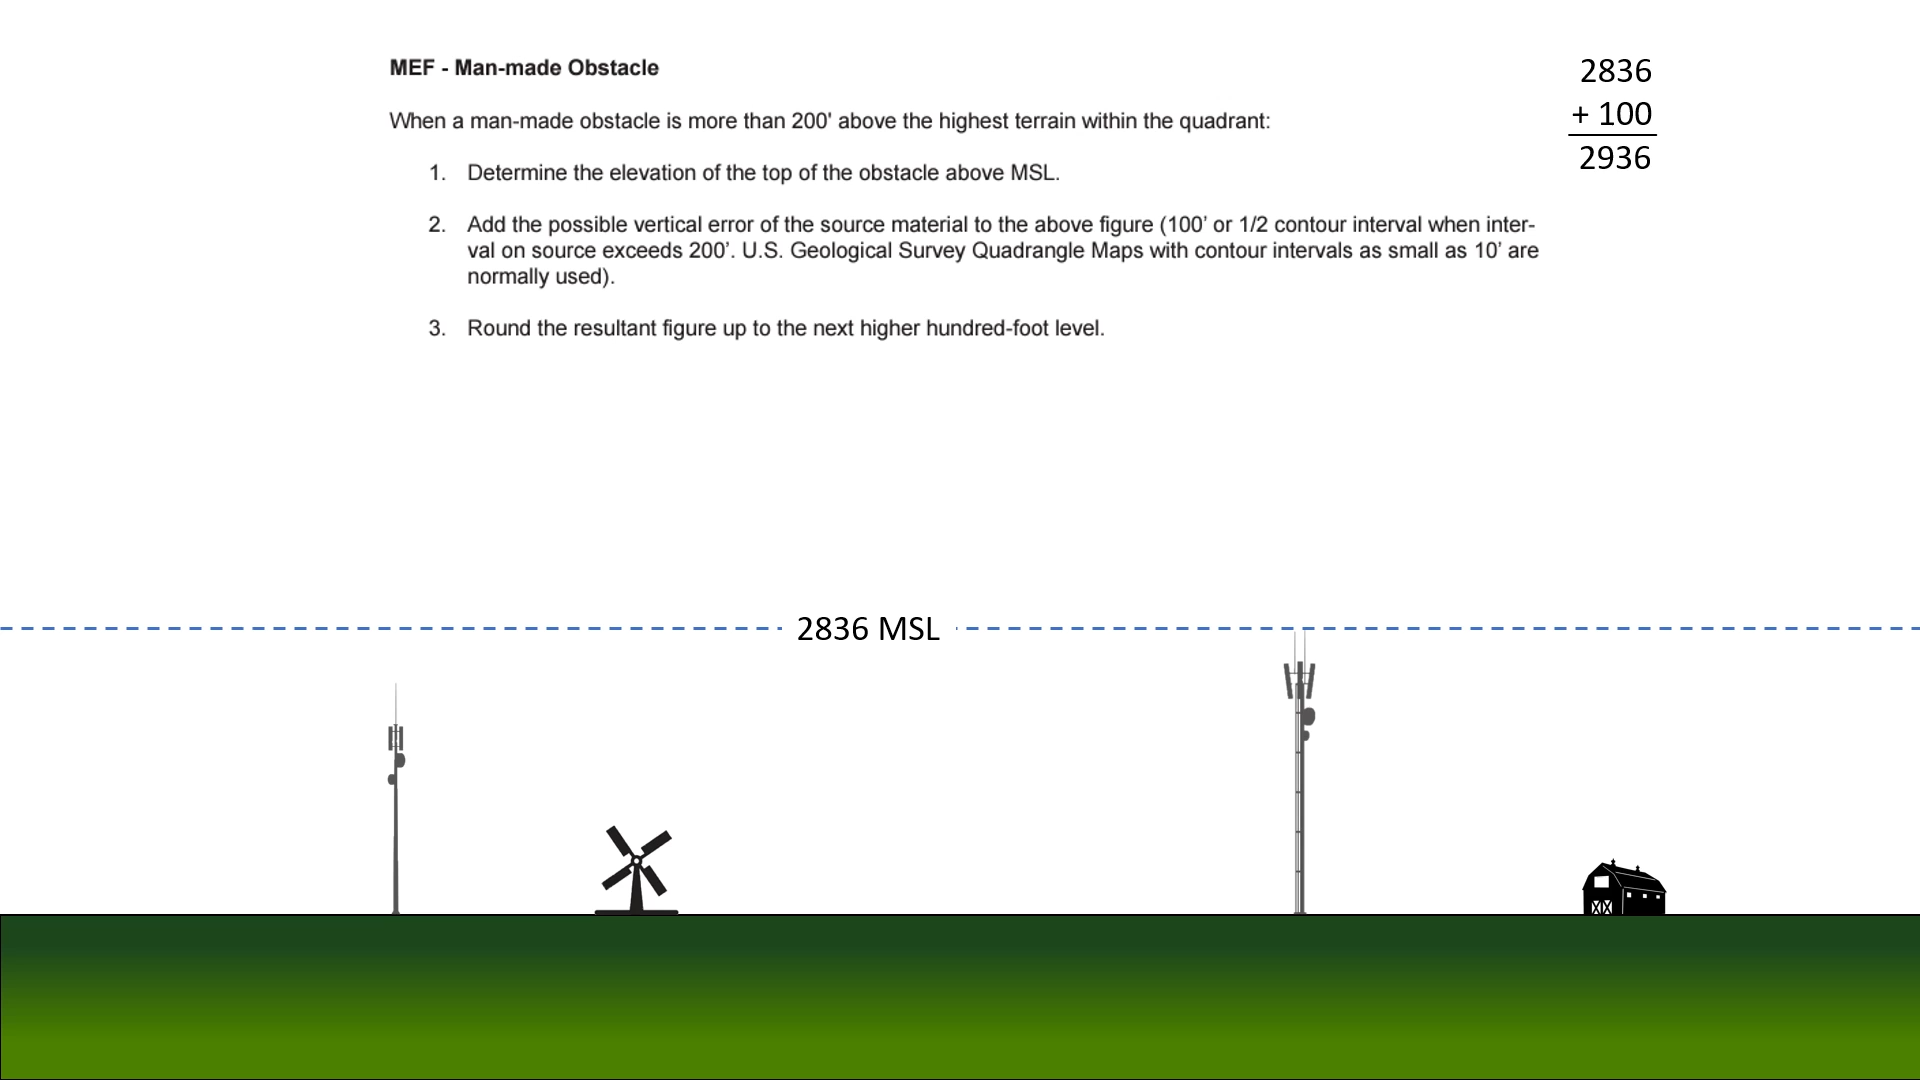 MEF - Man-made Obstacle
When a man-made obstacle is more than 200' above the highest terrain within the quadrant:
1. Determine the elevation of the top of the obstacle above MSL.
2. Add the possible vertical error of the source material to the above figure (100’ or 1/2 contour interval when inter-
val on source exceeds 200’. U.S. Geological Survey Quadrangle Maps with contour intervals as small as 10’ are
normally used).
3. Round the resultant figure up to the next higher hundred-foot level.
2836
+ 100
2936
2836 MSL